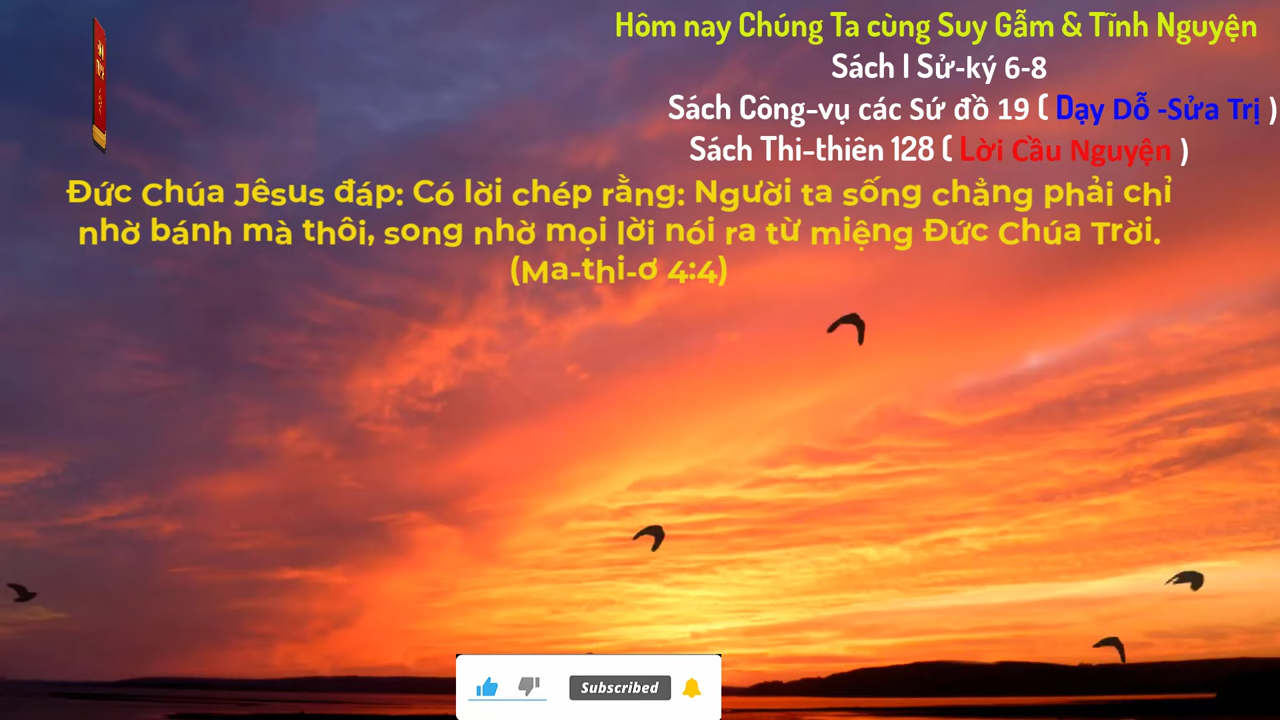 Hôm nay Chúng Ta cùng Suy Gẫm & Tĩnh Nguyện
Sách I Sử-ký 6-8
Sách Công-vụ các Sứ đồ 19 ( Dạy Dỗ -Sửa Trị )
Sách Thi-thiên 128 ( Lời Cầu Nguyện )
Đức Chúa Jêsus đáp: Có lời chép rằng: Người ta sống chẳng phải chỉ
nhờ bánh mà thôi, song nhờ mọi lời nói ra từ miệng Đức Chúa Trời.
(Ma-thi-ơ 4:4)
Subscribed